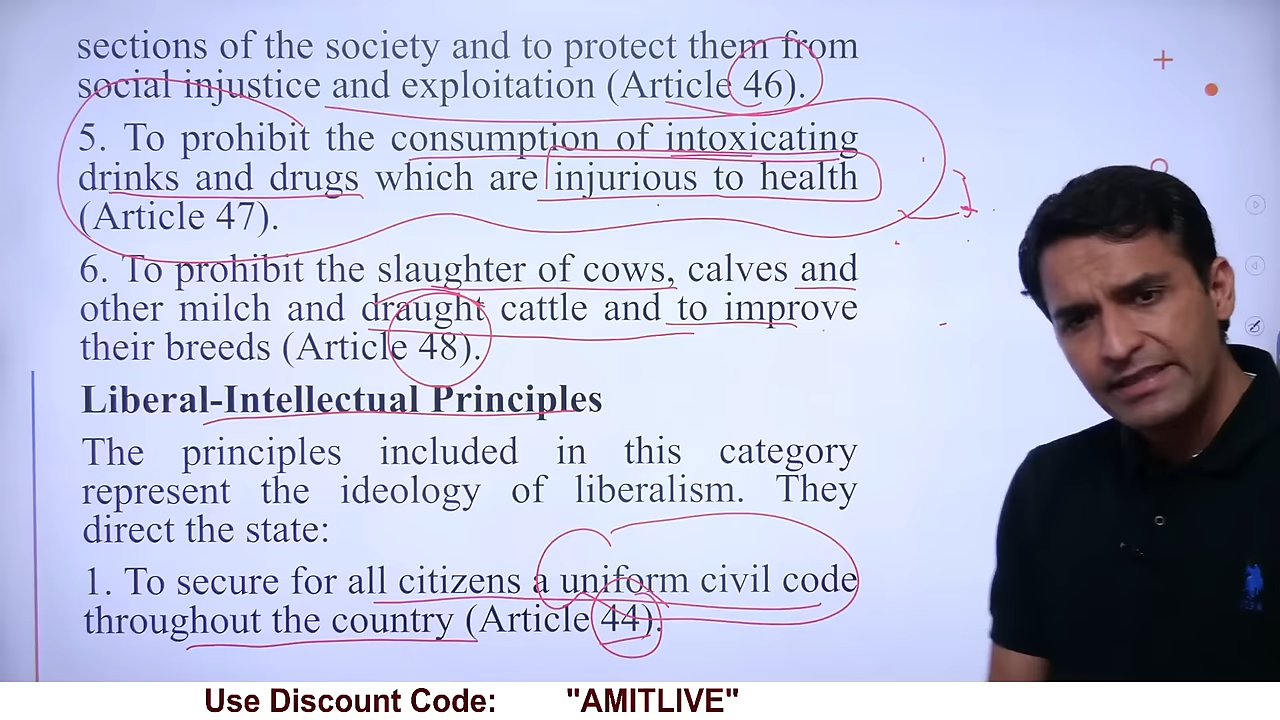 sections of the society and to protect them from
social injustice and exploitation (Article 46).
5. To prohibit the consumption of intoxicating
drinks and drugs which are injurious to health
(Article 47).
6. To prohibit the slaughter of cows, calves and
other milch and draught cattle and to improve
their breeds (Article 48).
Liberal-Intellectual Principles
The principles included in this category
represent the ideology of liberalism. They
direct the state:
1. To secure for all citizens a uniform civil code
throughout the country (Article 44).
Use Discount Code: "AMITLIVE"